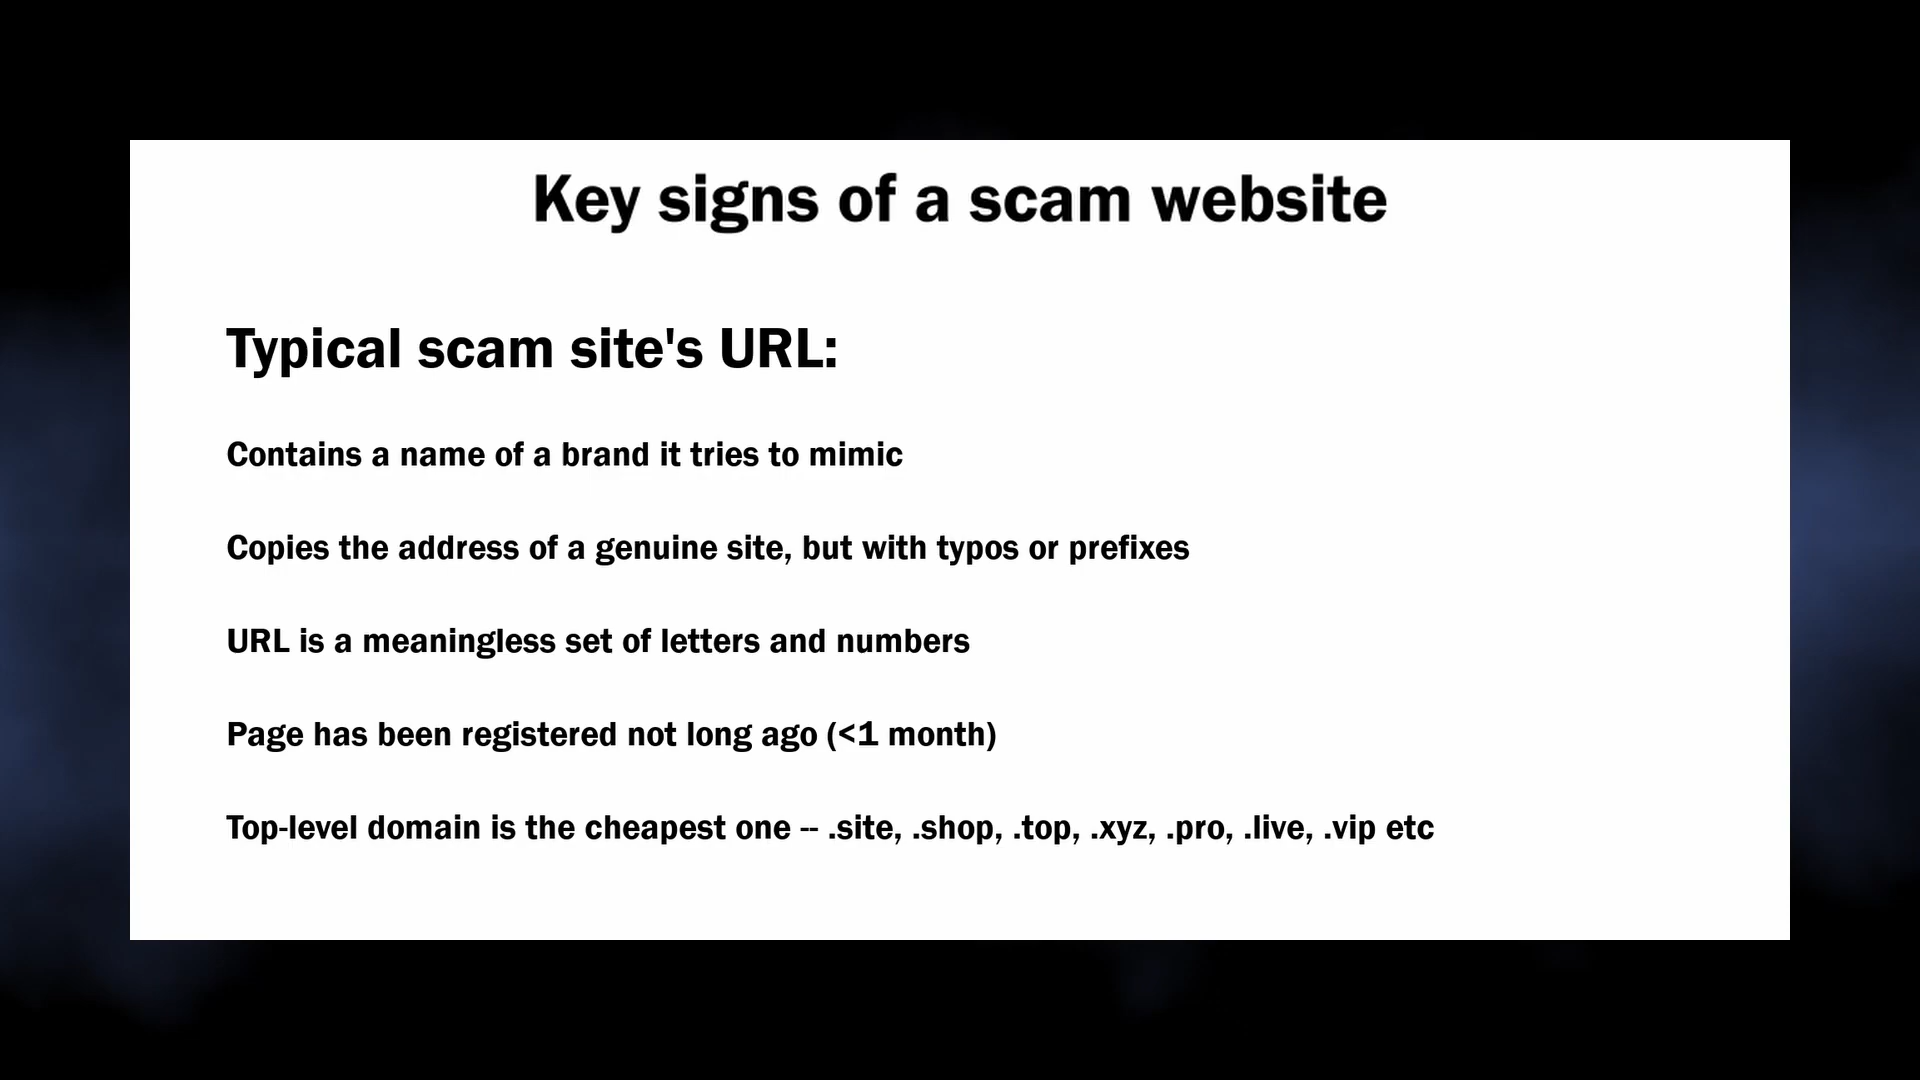 Key signs of a scam website
Typical scam site's URL:
Contains a name of a brand it tries to mimic
Copies the address of a genuine site, but with typos or prefixes
URL is a meaningless set of letters and numbers
Page has been registered not long ago (<1 month)
Top-level domain is the cheapest one -- .site, .shop, .top, .xyz, .pro, .live, .vip etc